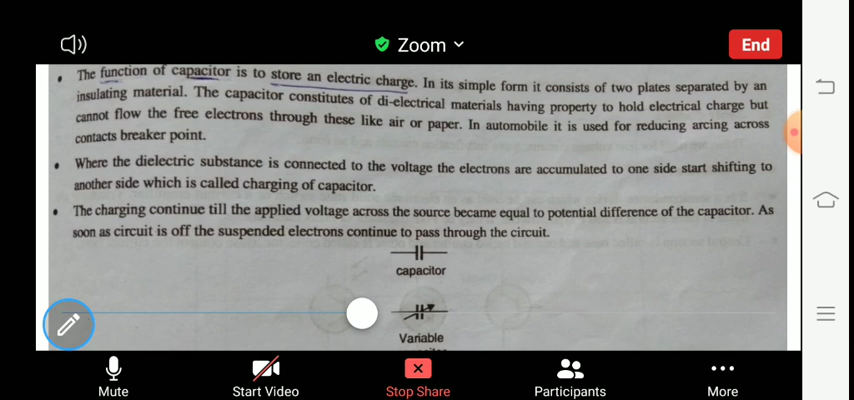 Zoom
End
• The function of capacitor is to store an electric charge. In its simple form it consists of two plates separated by an
insulating material. The capacitor constitutes of di-electrical materials having property to hold electrical charge but
cannot flow the free electrons through these like air or paper. In automobile it is used for reducing arcing across
contacts breaker point.
• Where the dielectric substance is connected to the voltage the electrons are accumulated to one side start shifting to
another side which is called charging of capacitor.
• The charging continue till the applied voltage across the source became equal to potential difference of the capacitor. As
soon as circuit is off the suspended electrons continue to pass through the circuit.
capacitor
Variable
Mute
Start Video
Stop Share
Participants
More